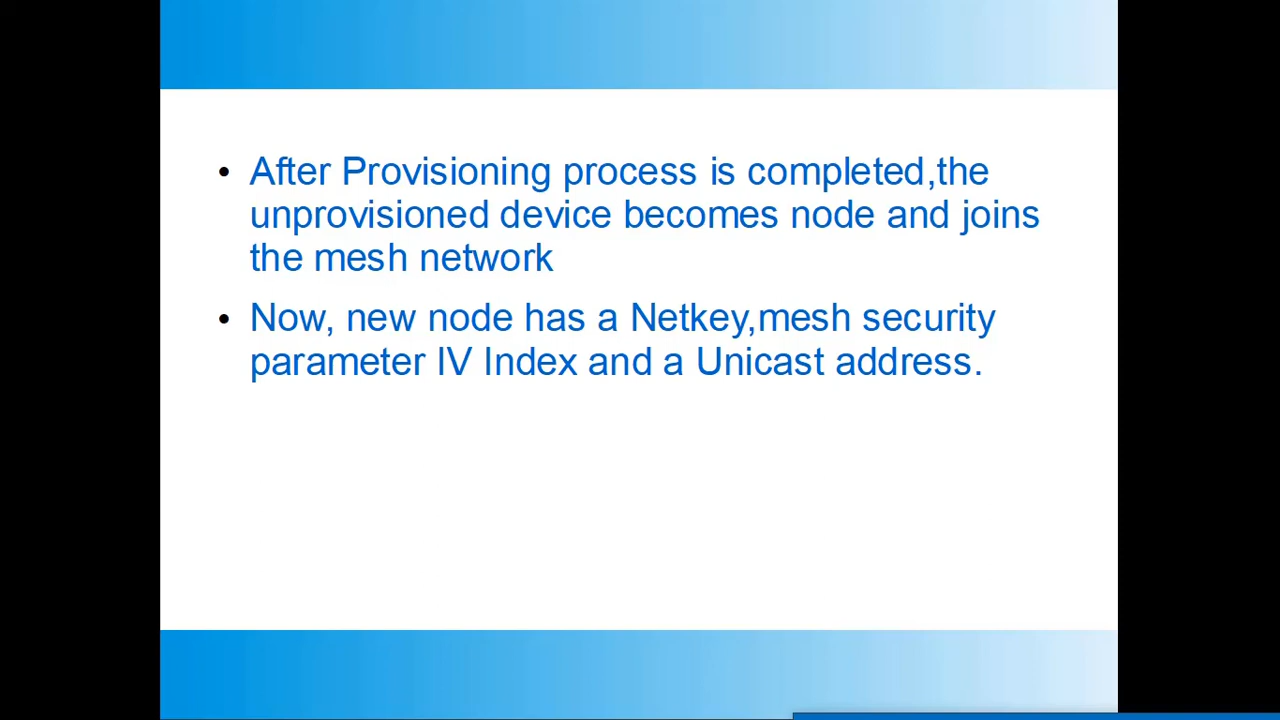 • After Provisioning process is completed,the
unprovisioned device becomes node and joins
the mesh network
• Now, new node has a Netkey,mesh security
parameter IV Index and a Unicast address.